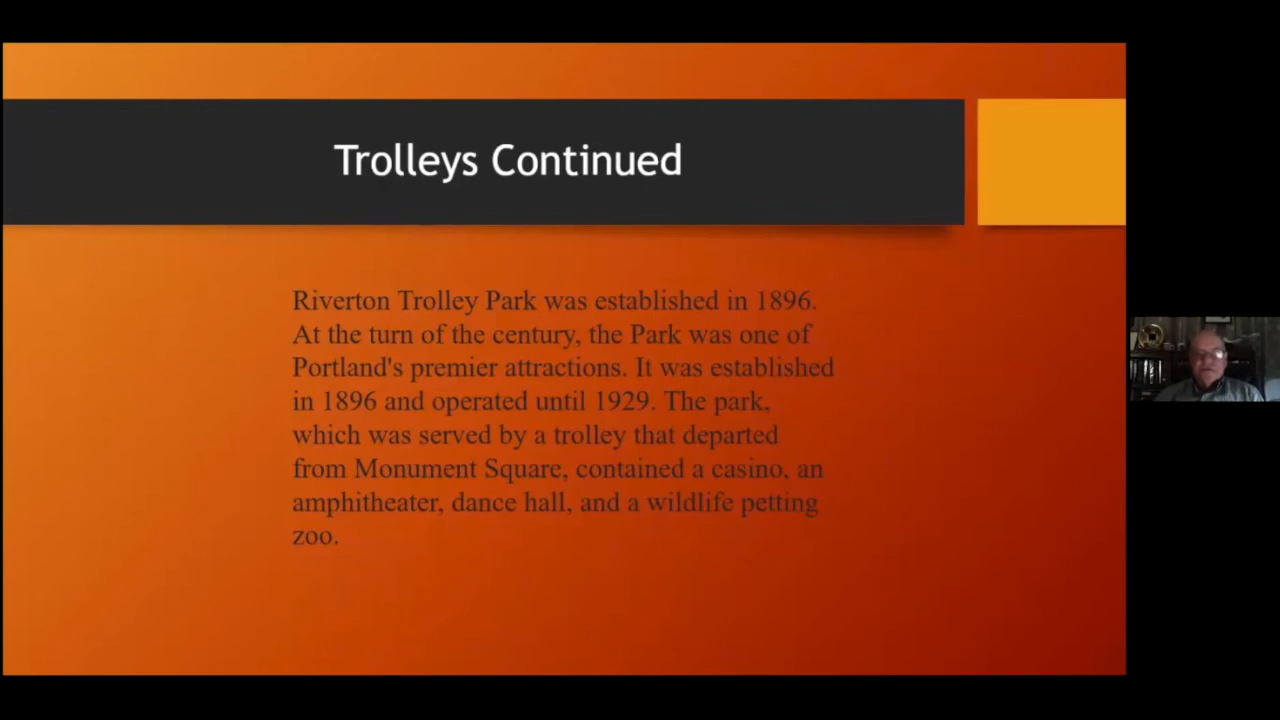 Trolleys Continued
Riverton Trolley Park was established in 1896.
At the turn of the century, the Park was one of
Portland's premier attractions. It was established
in 1896 and operated until 1929. The park,
which was served by a trolley that departed
from Monument Square, contained a casino, an
amphitheater, dance hall, and a wildlife petting
zoo.